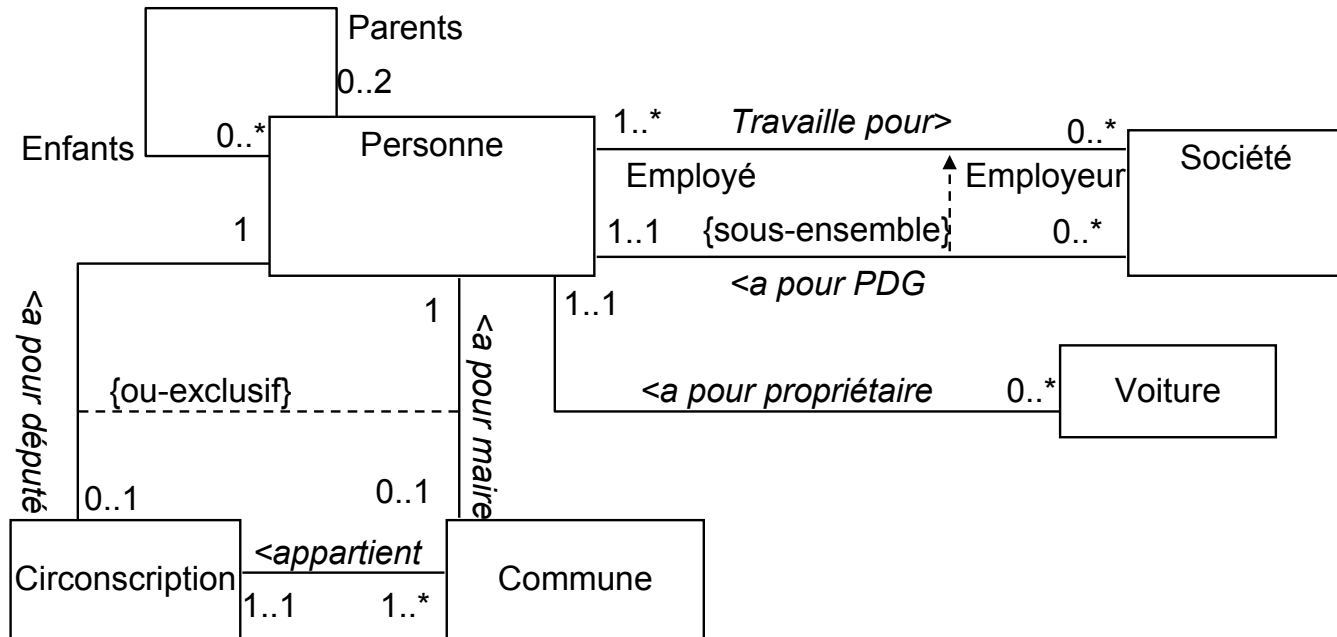 Parents
0..2
Enfants
0..*
Personne
1..*
Travaille pour>
0..*
Société
Employé
Employeur
1
1..1
{sous-ensemble}
0..*
<a pour PDG
<a pour député
1
<a pour maire
1..1
{ou-exclusif}
<a pour propriétaire
0..*
Voiture
0..1
0..1
Circonscription
<appartient
Commune
1..1
1..*